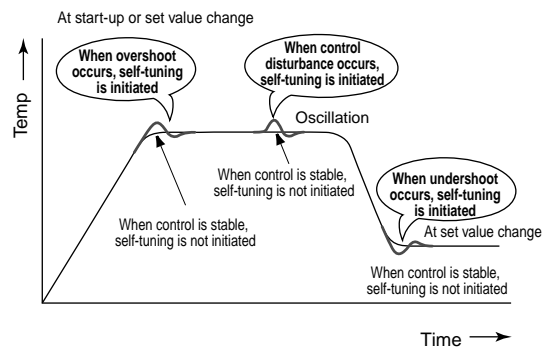 At start-up or set value change
When overshoot
occurs, self-tuning
is initiated
When control
disturbance occurs,
self-tuning is initiated
Temp
Oscillation
When control is stable,
self-tuning is not initiated
When undershoot
occurs, self-tuning
is initiated
When control is stable,
self-tuning is not initiated
At set value change
When control is stable,
self-tuning is not initiated
Time